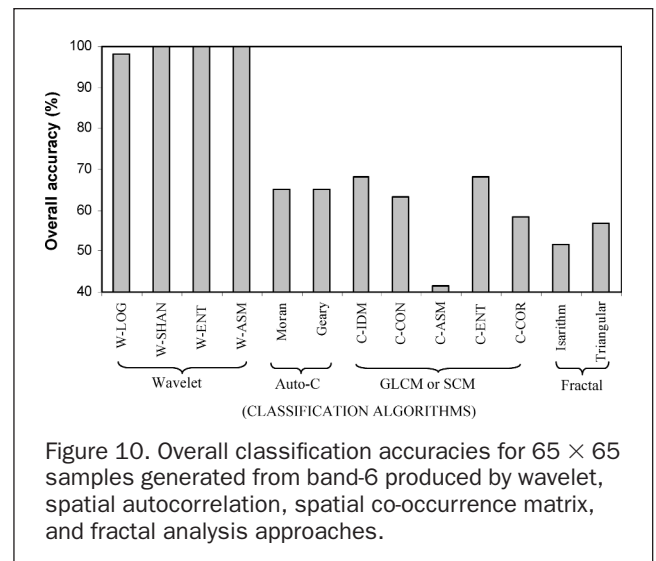 100
90
80
70
60
50
40
Overall accuracy (%)
W-LOG
W-SHAN
W-ENT
W-ASM
Moran
Geary
C-IDM
C-CON
C-ASM
C-ENT
C-COR
Isarithm
Triangular
Wavelet
Auto-C
GLCM or SCM
Fractal
(CLASSIFICATION ALGORITHMS)
Figure 10. Overall classification accuracies for 65 × 65
samples generated from band-6 produced by wavelet,
spatial autocorrelation, spatial co-occurrence matrix,
and fractal analysis approaches.